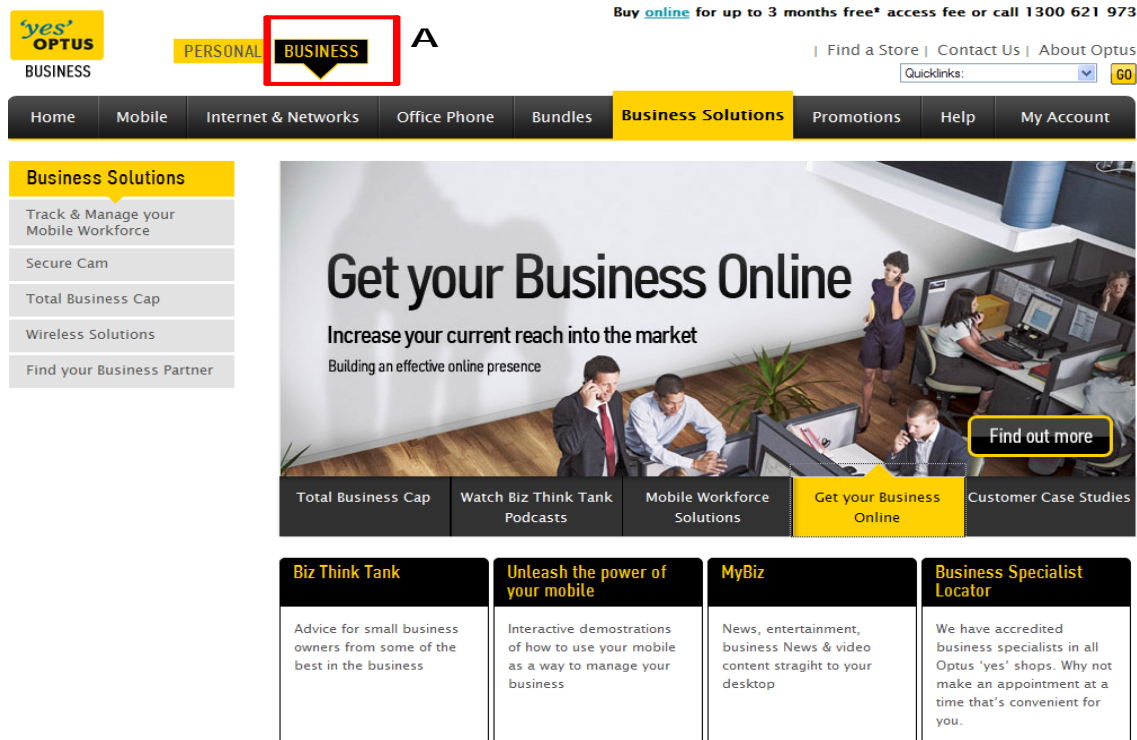 Buy online for up to 3 months free* access fee or call 1300 621 973
'yes'
OPTUS
BUSINESS
PERSONAL
BUSINESS
A
| Find a Store | Contact Us | About Optus
Quicklinks:
GO
Home
Mobile
Internet & Networks
Office Phone
Bundles
Business Solutions
Promotions
Help
My Account
Business Solutions
Track & Manage your
Mobile Workforce
Secure Cam
Total Business Cap
Wireless Solutions
Find your Business Partner
Get your Business Online
Increase your current reach into the market
Building an effective online presence
Find out more
Total Business Cap
Watch Biz Think Tank
Podcasts
Mobile Workforce
Solutions
Get your Business
Online
Customer Case Studies
Biz Think Tank
Advice for small business
owners from some of the
best in the business
Unleash the power of
your mobile
Interactive demostrations
of how to use your mobile
as a way to manage your
business
MyBiz
News, entertainment,
business News & video
content stragiht to your
desktop
Business Specialist
Locator
We have accredited
business specialists in all
Optus 'yes' shops. Why not
make an appointment at a
time that's convenient for
you.